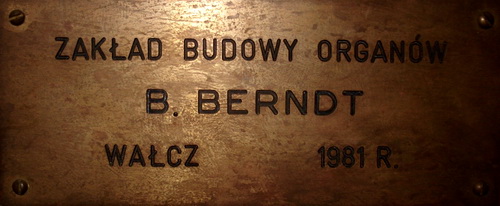 ZAKŁAD BUDOWY ORGANÓW
B. BERNDT
WAŁCZ 1981 R.